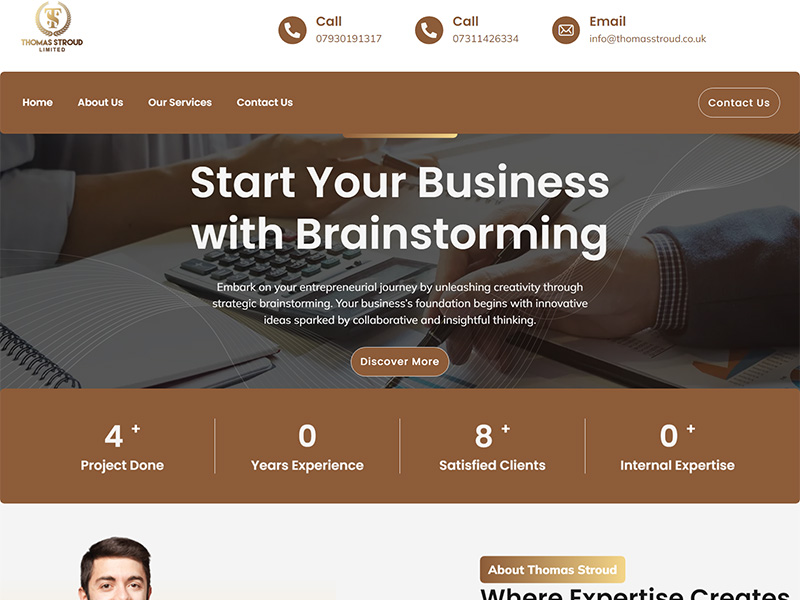 THOMAS STROUD
LIMITED
Call
07930191317
Call
07311426334
Email
info@thomasstroud.co.uk
Home
About Us
Our Services
Contact Us
Contact Us
Start Your Business
with Brainstorming
Embark on your entrepreneurial journey by unleashing creativity through
strategic brainstorming. Your business’s foundation begins with innovative
ideas sparked by collaborative and insightful thinking.
Discover More
4 +
Project Done
0
Years Experience
8 +
Satisfied Clients
0 +
Internal Expertise
About Thomas Stroud
Where Expertise Creates